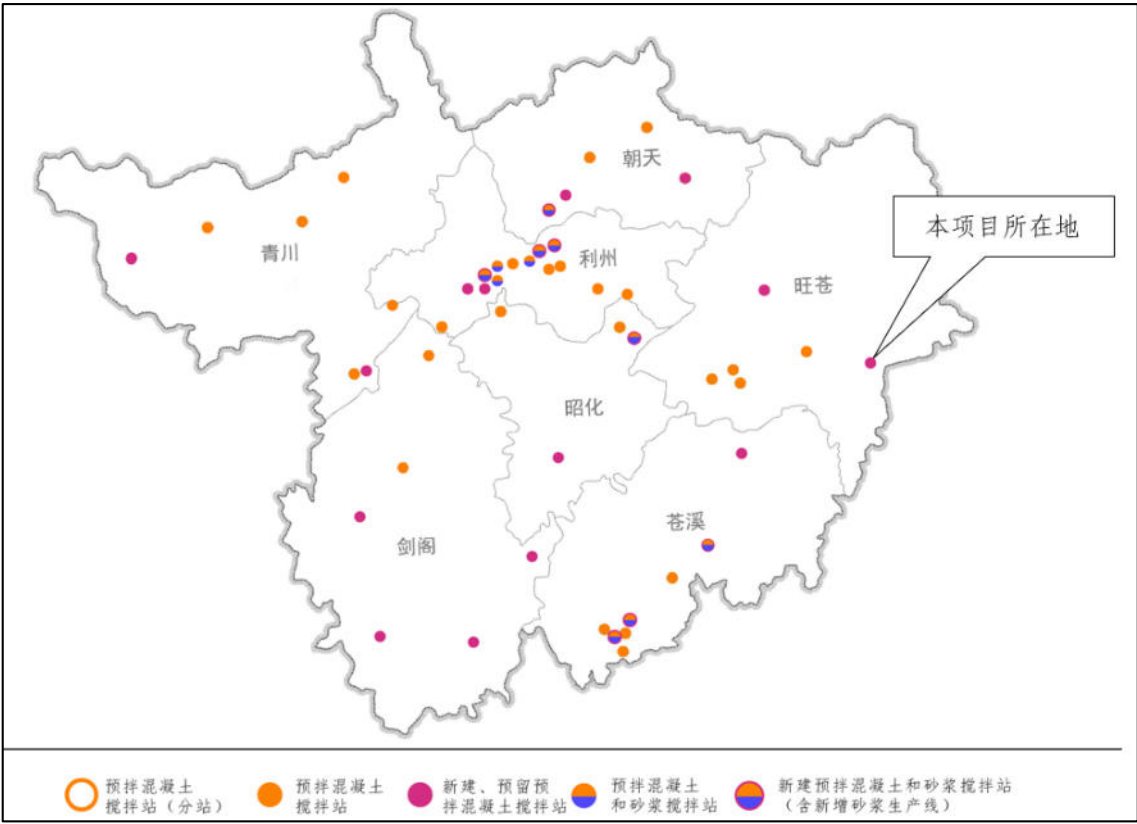 朝天
本项目所在地
青川
利州
旺苍
昭化
苍溪
剑阁
预拌混凝土
搅拌站（分站）
预拌混凝土
搅拌站
新建、预留预
拌混凝土搅拌站
预拌混凝土
和砂浆搅拌站
新建预拌混凝土和砂浆搅拌站
（含新增砂浆生产线）